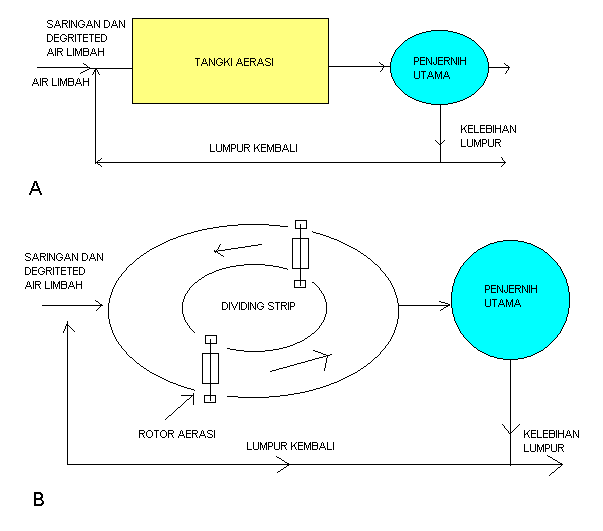 SARINGAN DAN
DEGRITETED
AIR LIMBAH
AIR LIMBAH
TANGKI AERASI
PENJERNIH
UTAMA
KELEBIHAN
LUMPUR
LUMPUR KEMBALI
A
SARINGAN DAN
DEGRITETED
AIR LIMBAH
DIVIDING STRIP
PENJERNIH
UTAMA
ROTOR AERASI
LUMPUR KEMBALI
KELEBIHAN
LUMPUR
B